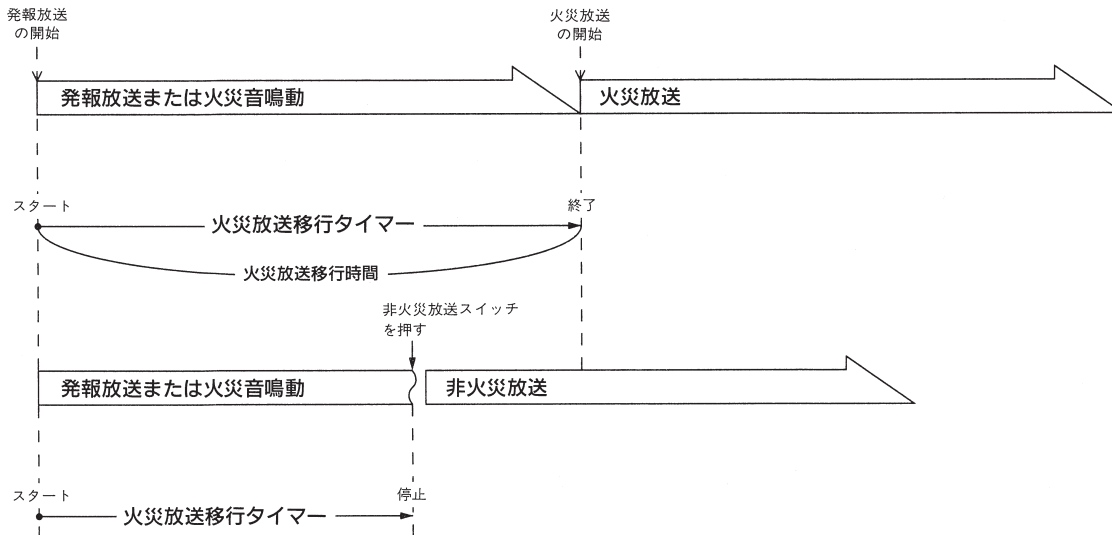 発報放送
の開始
火災放送
の開始
発報放送または火災音鳴動
火災放送
スタート
火災放送移行タイマー
終了
火災放送移行時間
非火災放送スイッチ
を押す
発報放送または火災音鳴動
非火災放送
スタート
火災放送移行タイマー
停止